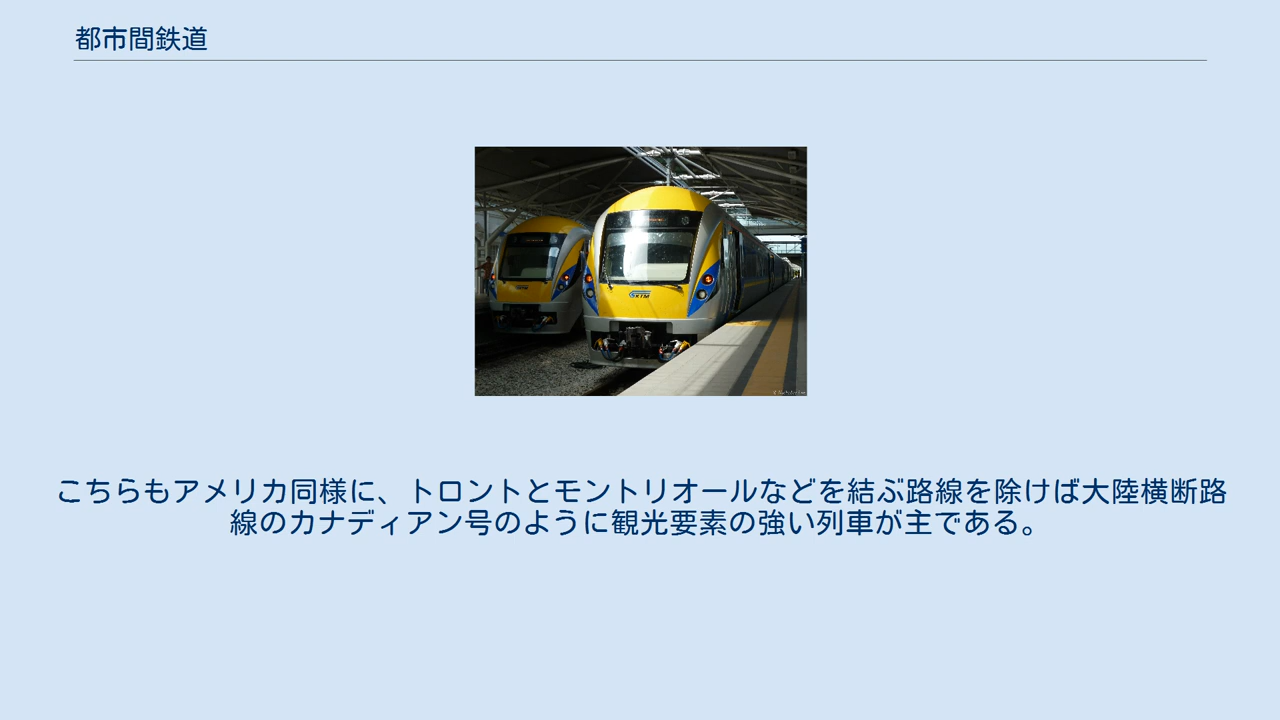 都市間鉄道
KTM
こちらもアメリカ同様に、トロントとモントリオールなどを結ぶ路線を除けば大陸横断路
線のカナディアン号のように観光要素の強い列車が主である。